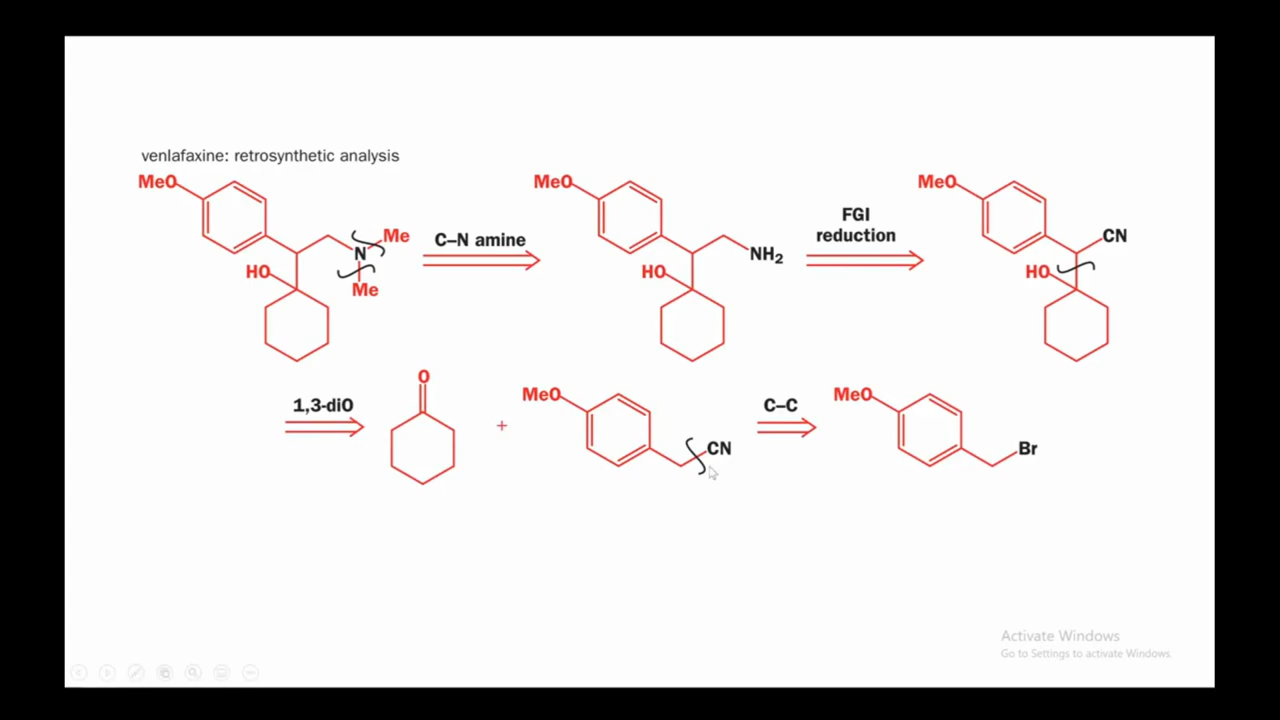 venlafaxine: retrosynthetic analysis
MeO
HO
N
Me
Me
C–N amine
MeO
HO
NH2
FGI
reduction
MeO
CN
HO
1,3-diO
O
+
MeO
CN
C–C
MeO
Br
Activate Windows
Go to Settings to activate Windows.